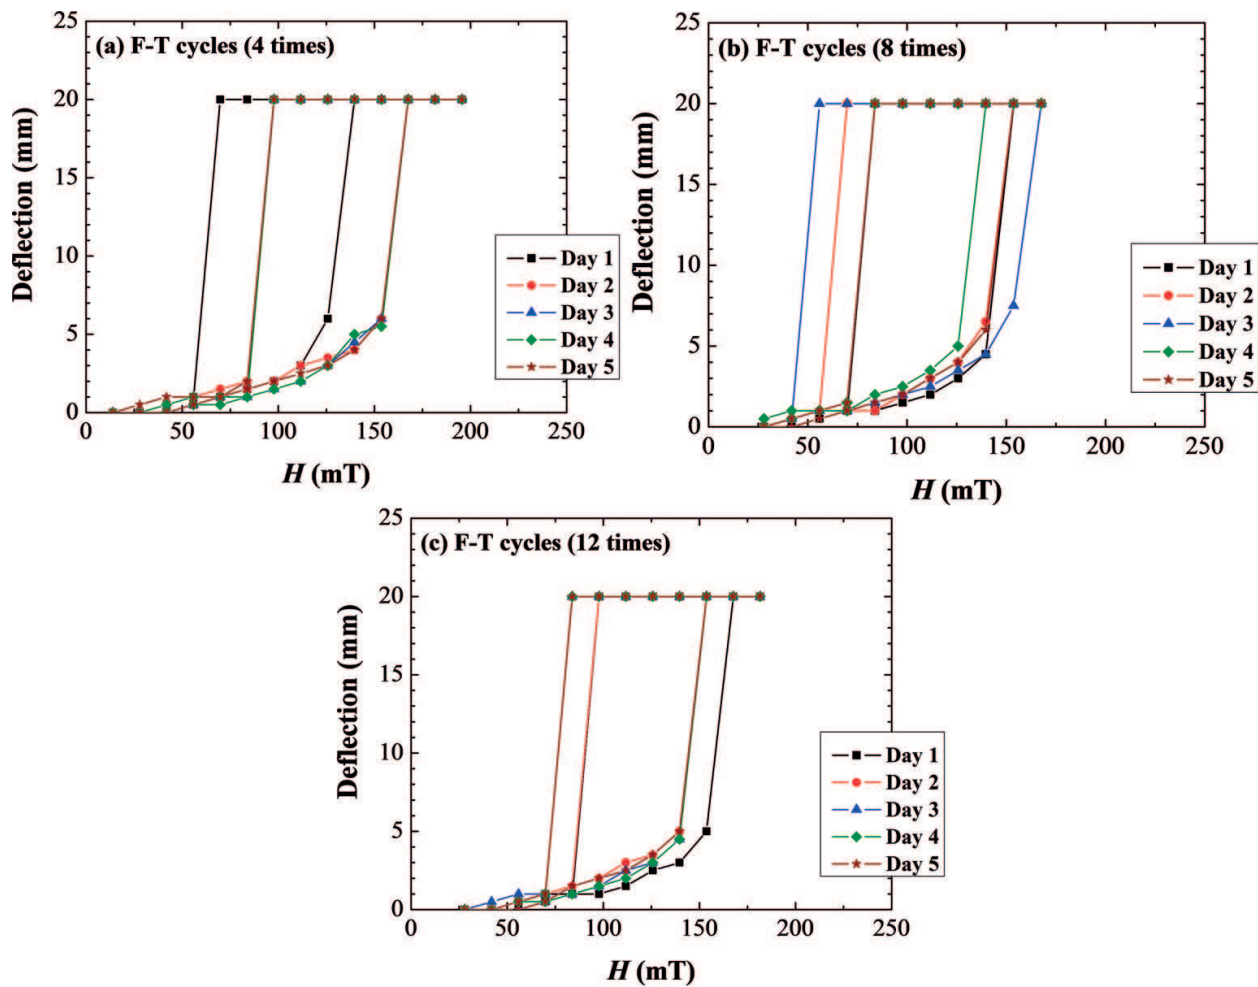 (a) F-T cycles (4 times)
Deflection (mm)
25
20
15
10
5
0
0 50 100 150 200 250
H (mT)
Day 1
Day 2
Day 3
Day 4
Day 5
(b) F-T cycles (8 times)
Deflection (mm)
25
20
15
10
5
0
0 50 100 150 200 250
H (mT)
Day 1
Day 2
Day 3
Day 4
Day 5
(c) F-T cycles (12 times)
Deflection (mm)
25
20
15
10
5
0
0 50 100 150 200 250
H (mT)
Day 1
Day 2
Day 3
Day 4
Day 5